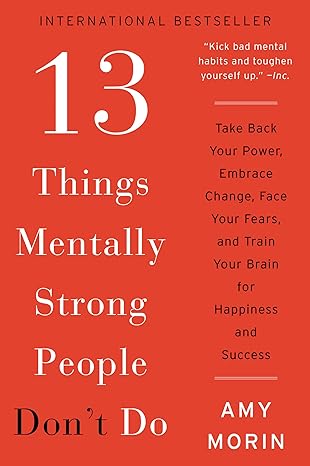 INTERNATIONAL BESTSELLER
13
Things
Mentally
Strong
People
Don't Do
“Kick bad mental
habits and toughen
yourself up.” —Inc.
Take Back
Your Power,
Embrace
Change, Face
Your Fears,
and Train
Your Brain
for
Happiness
and
Success
AMY
MORIN